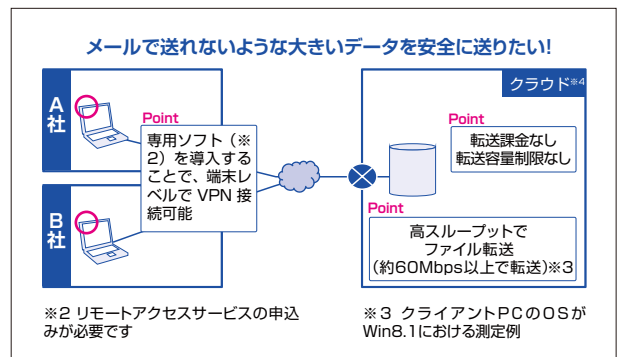 メールで送れないような大きいデータを安全に送りたい!
A社
Point
専用ソフト（※
2）を導入する
ことで、端末レ
ベルで VPN 接
続可能
B社
クラウド※4
Point
転送課金なし
転送容量制限なし
Point
高スループットで
ファイル転送
(約60Mbps以上で転送)※3
※2 リモートアクセスサービスの申込
みが必要です
※3 クライアントPCのOSが
Win8.1における測定例